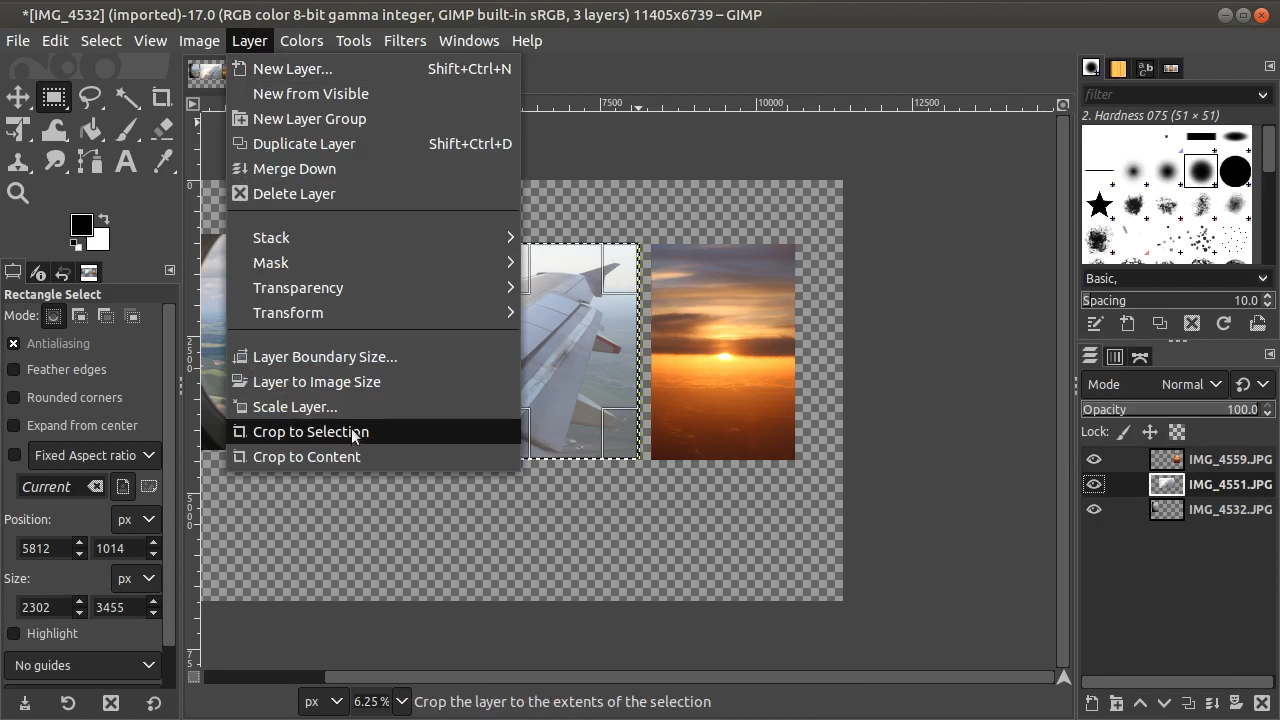 *[IMG_4532] (imported)-17.0 (RGB color 8-bit gamma integer, GIMP built-in sRGB, 3 layers) 11405x6739 – GIMP
File Edit Select View Image Layer Colors Tools Filters Windows Help
New Layer... Shift+Ctrl+N
New from Visible
New Layer Group
Duplicate Layer Shift+Ctrl+D
Merge Down
Delete Layer
Stack
Mask
Transparency
Transform
Layer Boundary Size...
Layer to Image Size
Scale Layer...
Crop to Selection
Crop to Content
Rectangle Select
Mode:
Antialiasing
Feather edges
Rounded corners
Expand from center
Fixed Aspect ratio
Current
Position: px
5812 1014
Size: px
2302 3455
Highlight
No guides
7500 10000 12500
0
2500
5000
75
px 6.25 % Crop the layer to the extents of the selection
filter
2. Hardness 075 (51 × 51)
Basic,
Spacing 10.0
Mode Normal
Opacity 100.0
Lock:
IMG_4559.JPG
IMG_4551.JPG
IMG_4532.JPG